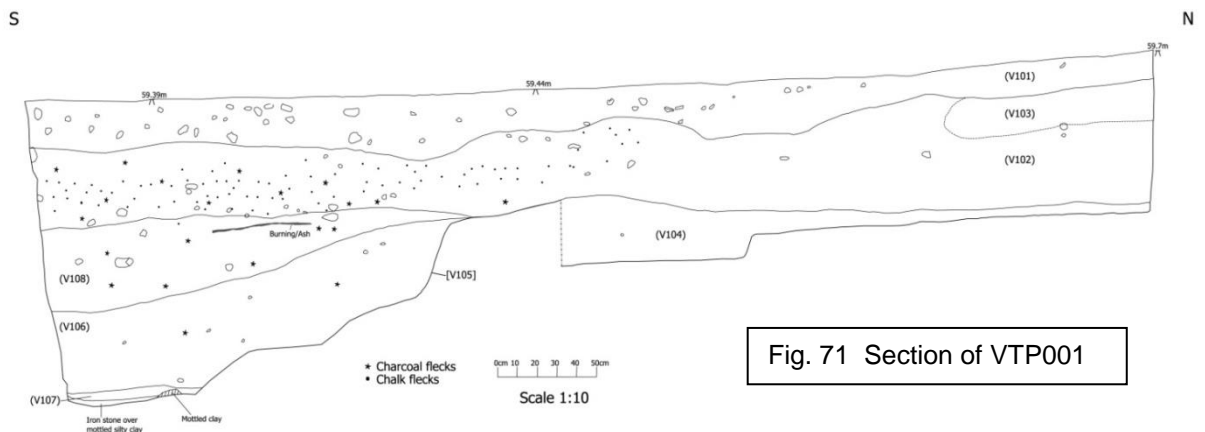 S
N
59.7m
(V101)
59.39m
59.44m
(V103)
(V102)
Burning/Ash
(V104)
(V108)
[V105]
(V106)
Fig. 71 Section of VTP001
* Charcoal flecks
• Chalk flecks
0cm 10 20 30 40 50cm
Scale 1:10
(V107)
Iron stone over
mottled silty clay
Mottled clay